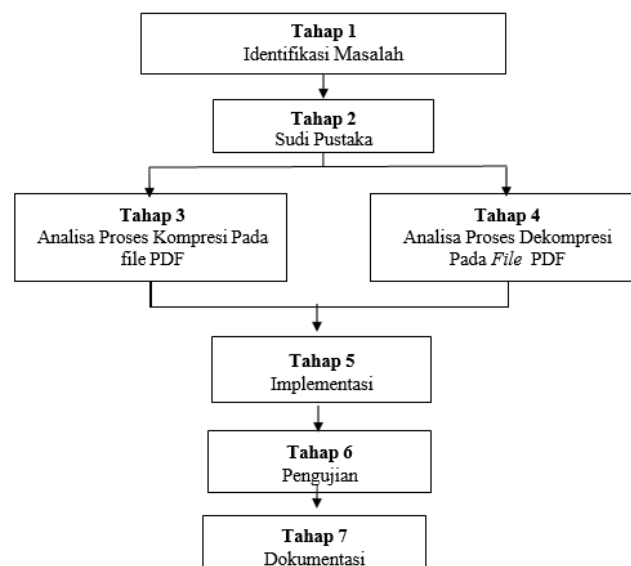 Tahap 1
Identifikasi Masalah
Tahap 2
Sudi Pustaka
Tahap 3
Analisa Proses Kompresi Pada
file PDF
Tahap 4
Analisa Proses Dekompresi
Pada File PDF
Tahap 5
Implementasi
Tahap 6
Pengujian
Tahap 7
Dokumentasi